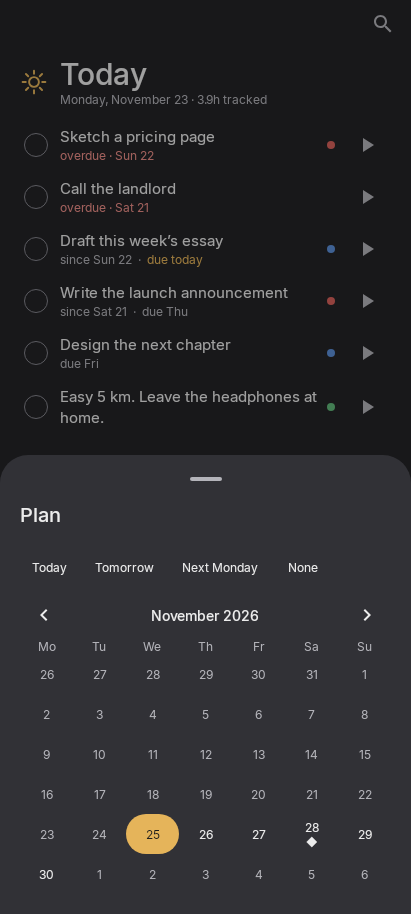 Today
Monday, November 23 · 3.9h tracked
Sketch a pricing page
overdue · Sun 22
Call the landlord
overdue · Sat 21
Draft this week’s essay
since Sun 22 · due today
Write the launch announcement
since Sat 21 · due Thu
Design the next chapter
due Fri
Easy 5 km. Leave the headphones at
home.
Plan
Today Tomorrow Next Monday None
November 2026
Mo Tu We Th Fr Sa Su
26 27 28 29 30 31 1
2 3 4 5 6 7 8
9 10 11 12 13 14 15
16 17 18 19 20 21 22
23 24 25 26 27 28 29
30 1 2 3 4 5 6